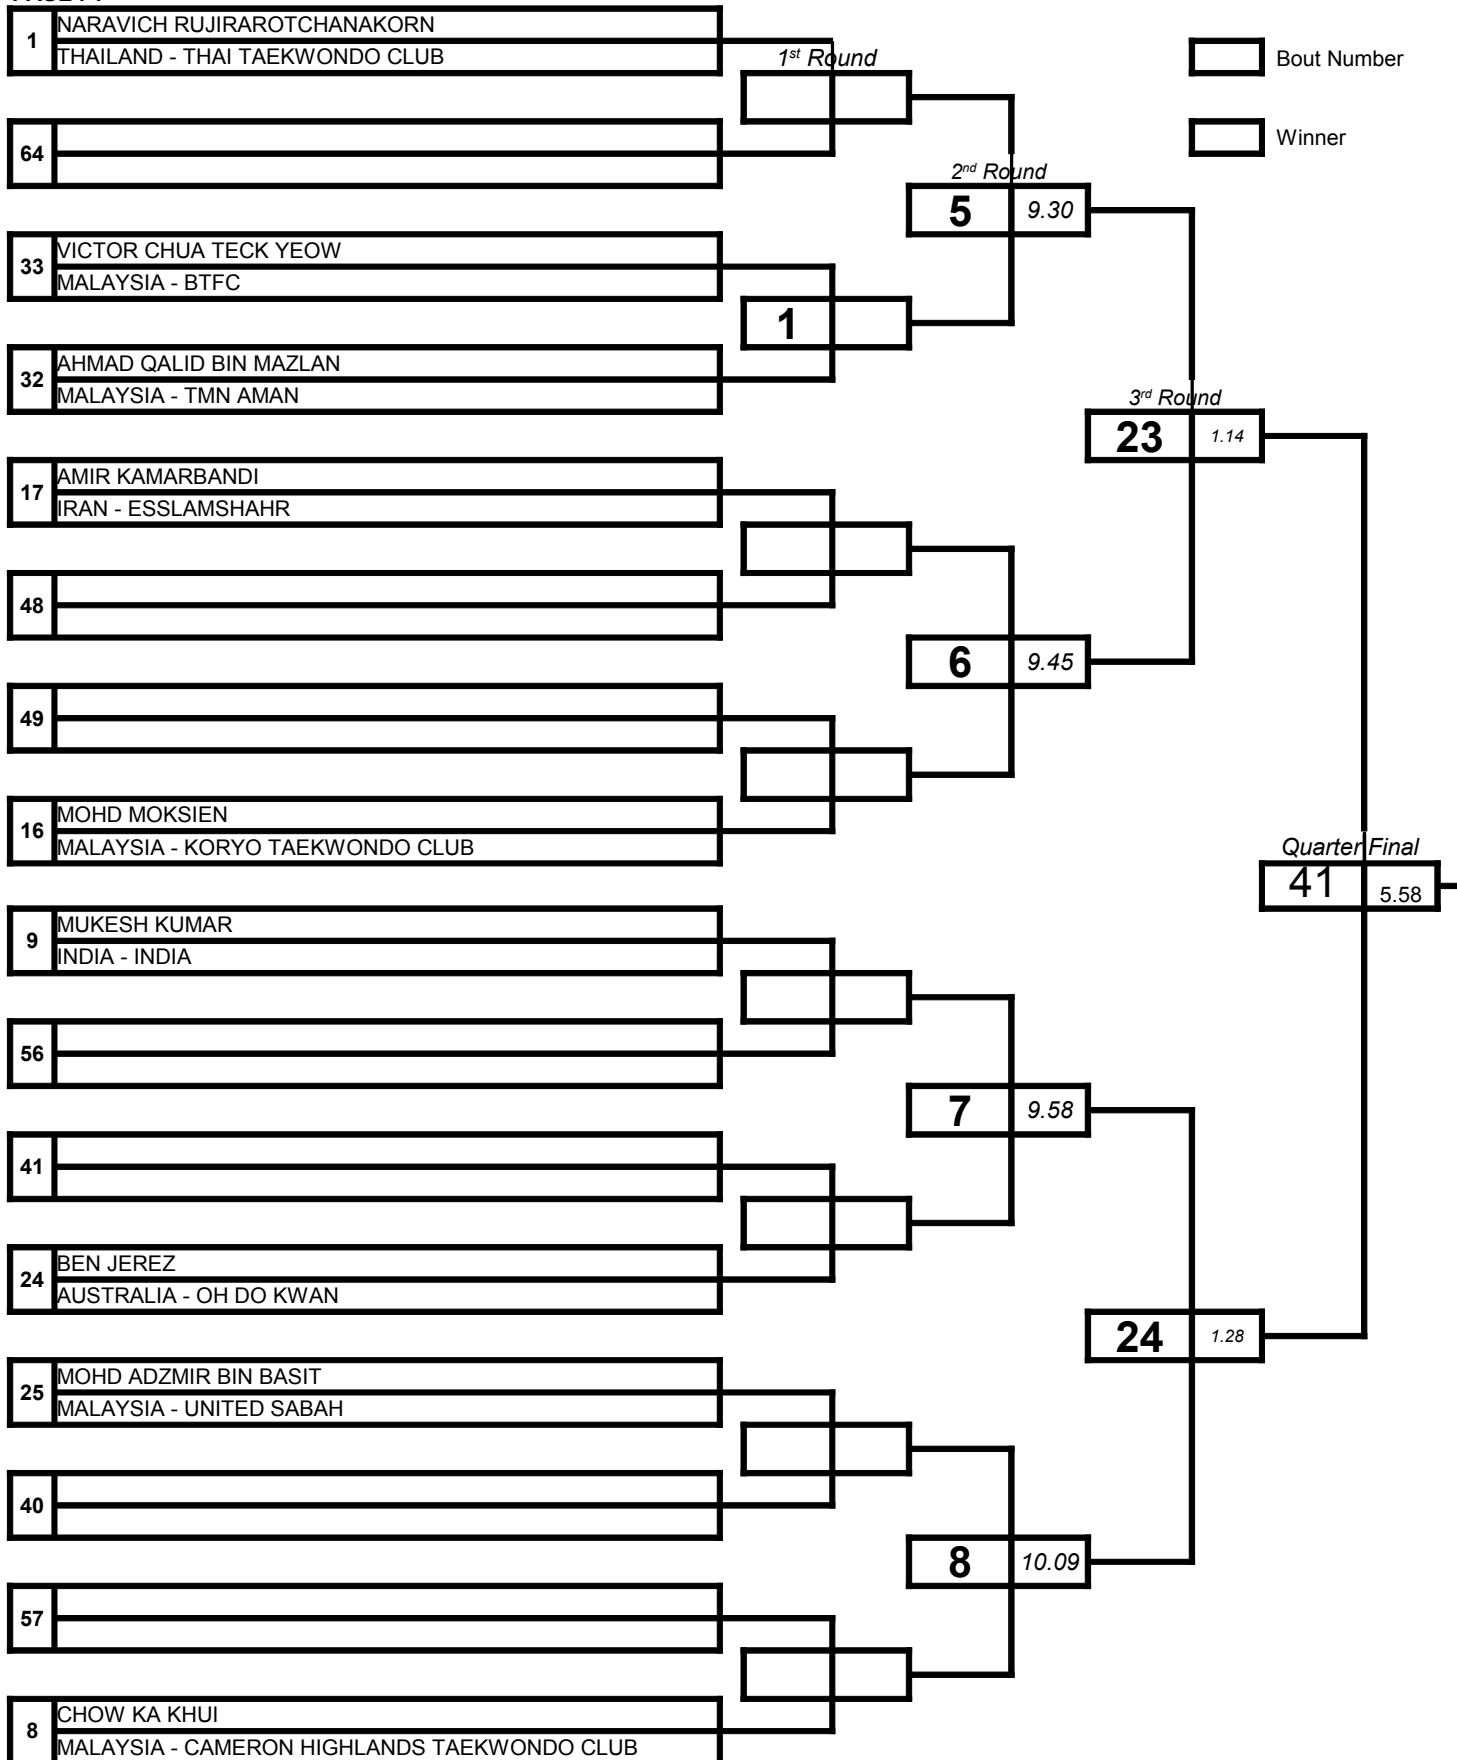 1 NARAVICH RUJIRAROTCHANAKORN
THAILAND - THAI TAEKWONDO CLUB
1st Round
Bout Number
64
Winner
2nd Round
5 9.30
33 VICTOR CHUA TECK YEOW
MALAYSIA - BTFC
1
32 AHMAD QALID BIN MAZLAN
MALAYSIA - TMN AMAN
3rd Round
23 1.14
17 AMIR KAMARBANDI
IRAN - ESSLAMSHAHR
48
6 9.45
49
16 MOHD MOKSIEN
MALAYSIA - KORYO TAEKWONDO CLUB
Quarter Final
41 5.58
9 MUKESH KUMAR
INDIA - INDIA
56
7 9.58
41
24 BEN JEREZ
AUSTRALIA - OH DO KWAN
24 1.28
25 MOHD ADZMIR BIN BASIT
MALAYSIA - UNITED SABAH
40
8 10.09
57
8 CHOW KA KHUI
MALAYSIA - CAMERON HIGHLANDS TAEKWONDO CLUB